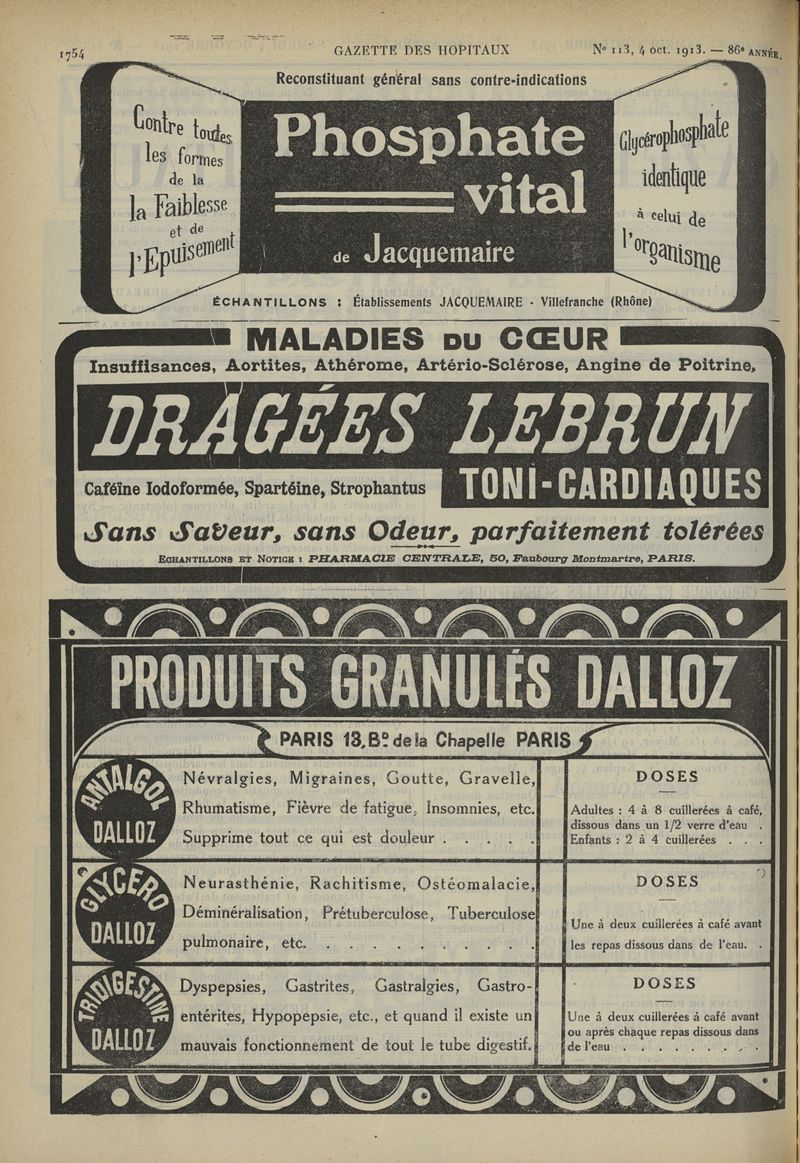 1754 GAZETTE DES HOPITAUX N° 113, 4 oct. 1913. — 86e ANNÉE.
Reconstituant général sans contre-indications
Contre toutes
les formes
de la
la Faiblesse
et de
l'Epuisement
Phosphate
vital
de Jacquemaire
Glycérophosphate
identique
à celui de
l'organisme
ÉCHANTILLONS : Établissements JACQUEMAIRE - Villefranche (Rhône)
MALADIES DU CŒUR
Insuffisances, Aortites, Athérome, Artério-Sclérose, Angine de Poitrine,
DRAGÉES LEBRUN
Caféïne Iodoformée, Spartéine, Strophantus
TONI-CARDIAQUES
Sans Saveur, sans Odeur, parfaitement tolérées
ECHANTILLONS ET NOTICE : PHARMACIE CENTRALE, 50, Faubourg Montmartre, PARIS.
PRODUITS GRANULÉS DALLOZ
PARIS 13, Bd de la Chapelle PARIS
ANTALGOL
DALLOZ
Névralgies, Migraines, Goutte, Gravelle,
Rhumatisme, Fièvre de fatigue, Insomnies, etc.
Supprime tout ce qui est douleur . . . . .
DOSES
Adultes : 4 à 8 cuillerées à café,
dissous dans un 1/2 verre d'eau .
Enfants : 2 à 4 cuillerées . . .
GLYCERO
DALLOZ
Neurasthénie, Rachitisme, Ostéomalacie,
Déminéralisation, Prétuberculose, Tuberculose
pulmonaire, etc. . . . . . . . . .
DOSES
Une à deux cuillerées à café avant
les repas dissous dans de l'eau. .
TRIDIGESTINE
DALLOZ
Dyspepsies, Gastrites, Gastralgies, Gastro-
entérites, Hypopepsie, etc., et quand il existe un
mauvais fonctionnement de tout le tube digestif.
DOSES
Une à deux cuillerées à café avant
ou après chaque repas dissous dans
de l'eau . . . . . . . .